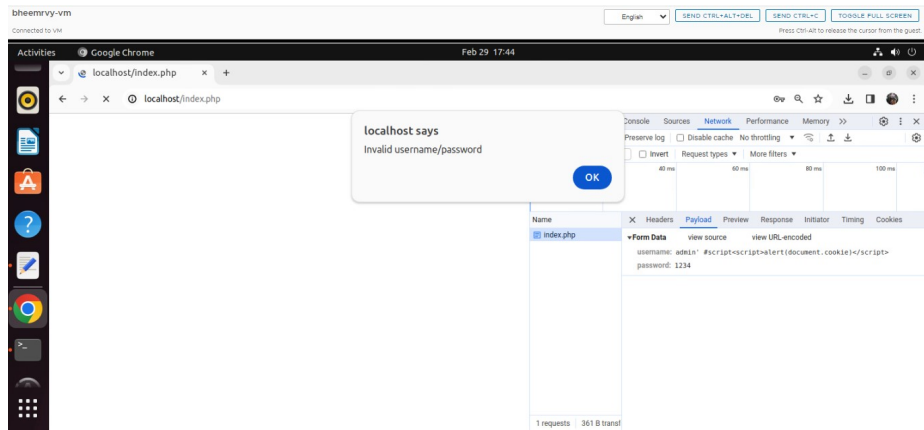 bheemrvy-vm
English
SEND CTRL+ALT+DEL
SEND CTRL+C
TOGGLE FULL SCREEN
Connected to VM
Press Ctrl-Alt to release the cursor from the guest.
Activities
Google Chrome
Feb 29 17:44
localhost/index.php × +
localhost/index.php
localhost says
Invalid username/password
OK
Console Sources Network Performance Memory >>
Preserve log Disable cache No throttling
Invert Request types ▼ More filters ▼
40 ms 60 ms 80 ms 100 ms
Name
× Headers Payload Preview Response Initiator Timing Cookies
index.php
▾Form Data view source view URL-encoded
username: admin' #script<script>alert(document.cookie)</script>
password: 1234
1 requests 361 B transf